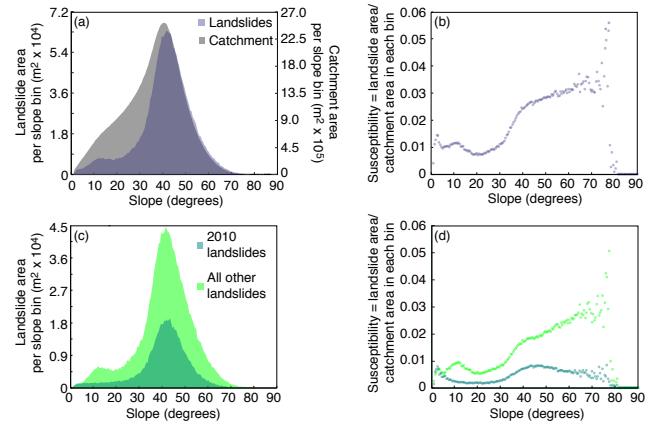 (a)
Landslides
Catchment
7.2
5.4
3.6
1.8
0
27.0
22.5
18.0
13.5
9.0
4.5
0
Landslide area
per slope bin (m² x 10⁴)
Catchment area
per slope bin (m² x 10⁵)
0 10 20 30 40 50 60 70 80 90
Slope (degrees)
(b)
0.06
0.05
0.04
0.03
0.02
0.01
0
Susceptibility = landslide area/
catchment area in each bin
0 10 20 30 40 50 60 70 80 90
Slope (degrees)
(c)
2010
landslides
All other
landslides
4.5
3.6
2.7
1.8
0.9
0
Landslide area
per slope bin (m² x 10⁴)
0 10 20 30 40 50 60 70 80 90
Slope (degrees)
(d)
0.06
0.05
0.04
0.03
0.02
0.01
0
Susceptibility = landslide area/
catchment area in each bin
0 10 20 30 40 50 60 70 80 90
Slope (degrees)